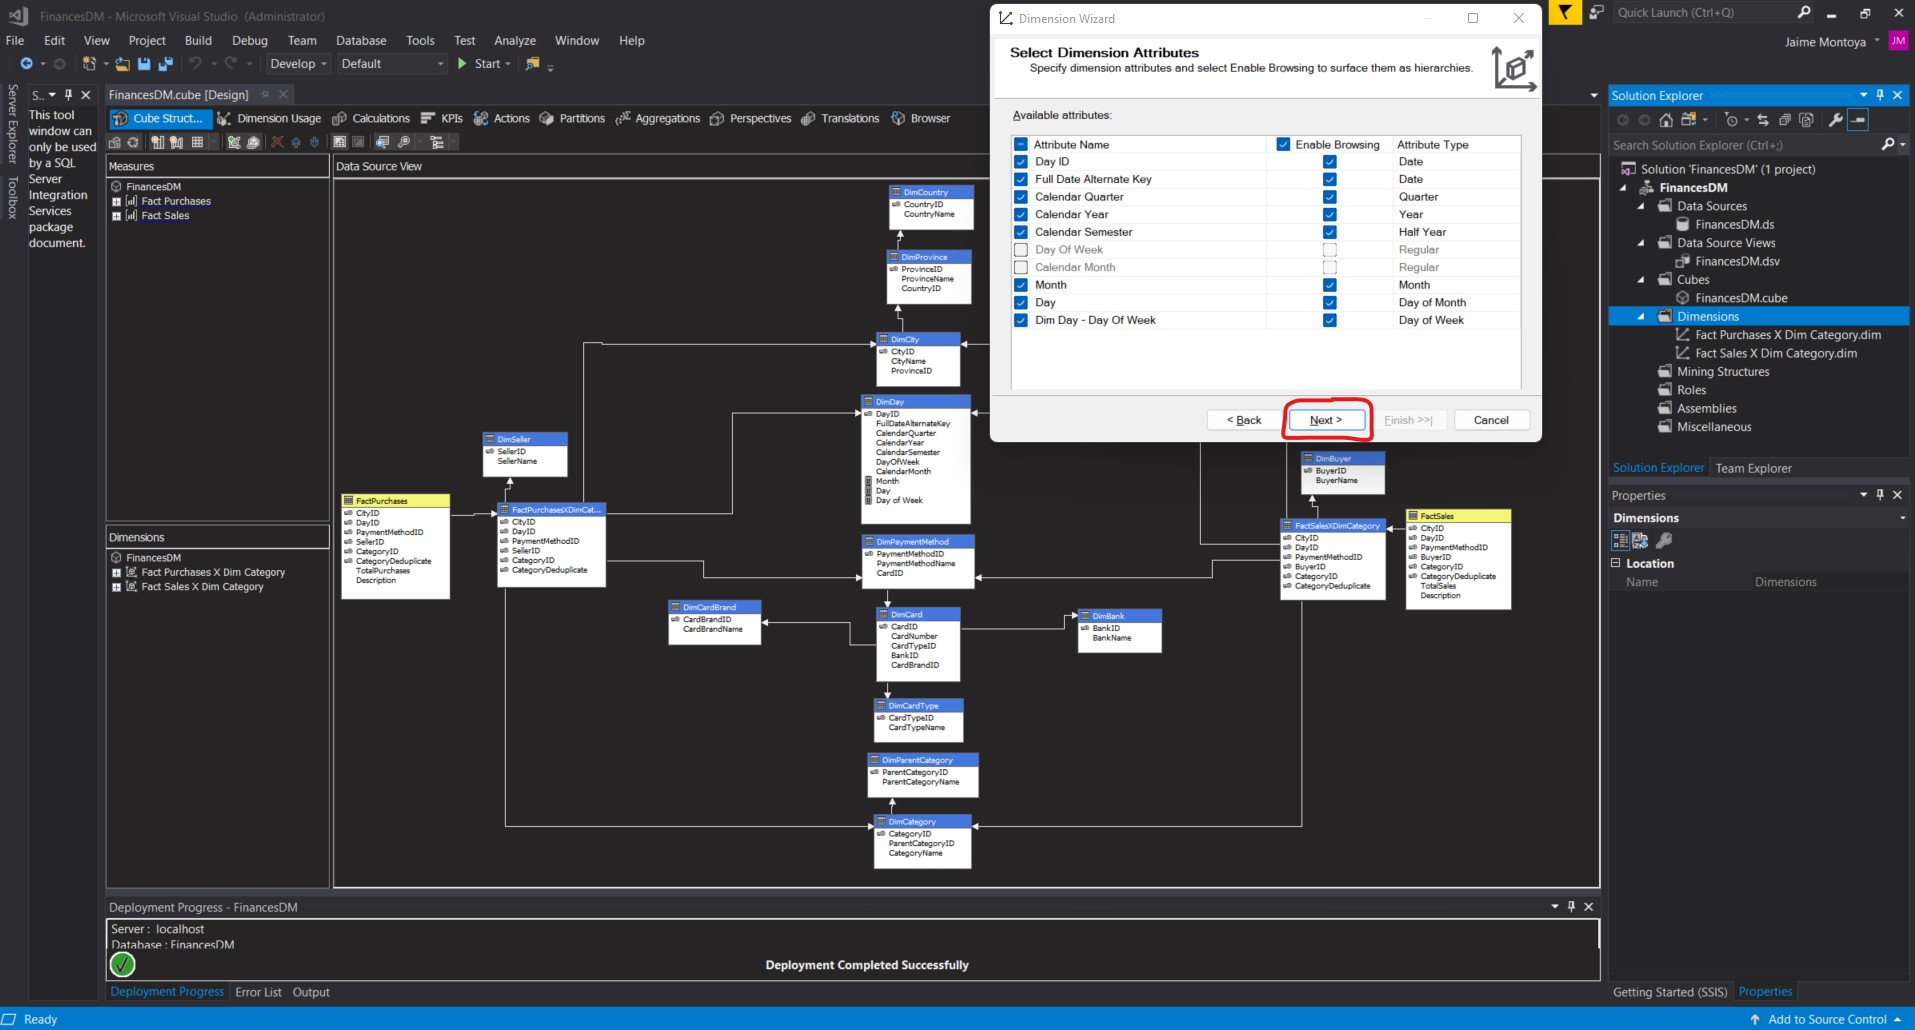 FinancesDM - Microsoft Visual Studio (Administrator)
Quick Launch (Ctrl+Q)
File Edit View Project Build Debug Team Database Tools Test Analyze Window Help
Jaime Montoya JM
Develop Default Start
Server Explorer
Toolbox
S..
This tool
window can
only be used
by a SQL
Server
Integration
Services
package
document.
FinancesDM.cube [Design]
Cube Struct... Dimension Usage Calculations KPIs Actions Partitions Aggregations Perspectives Translations Browser
Measures
FinancesDM
Fact Purchases
Fact Sales
Dimensions
FinancesDM
Fact Purchases X Dim Category
Fact Sales X Dim Category
Data Source View
DimCountry
CountryID
CountryName
DimProvince
ProvinceID
ProvinceName
CountryID
DimCity
CityID
CityName
ProvinceID
DimDay
DayID
FullDateAlternateKey
CalendarQuarter
CalendarYear
CalendarSemester
DayOfWeek
CalendarMonth
Month
Day
Day of Week
DimSeller
SellerID
SellerName
FactPurchases
CityID
DayID
PaymentMethodID
SellerID
CategoryID
CategoryDeduplicate
TotalPurchases
Description
FactPurchasesXDimCat...
CityID
DayID
PaymentMethodID
SellerID
CategoryID
CategoryDeduplicate
DimPaymentMethod
PaymentMethodID
PaymentMethodName
CardID
DimCardBrand
CardBrandID
CardBrandName
DimCard
CardID
CardNumber
CardTypeID
BankID
CardBrandID
DimBank
BankID
BankName
DimCardType
CardTypeID
CardTypeName
DimParentCategory
ParentCategoryID
ParentCategoryName
DimCategory
CategoryID
ParentCategoryID
CategoryName
DimBuyer
BuyerID
BuyerName
FactSalesXDimCategory
CityID
DayID
PaymentMethodID
BuyerID
CategoryID
CategoryDeduplicate
FactSales
CityID
DayID
PaymentMethodID
BuyerID
CategoryID
CategoryDeduplicate
TotalSales
Description
Dimension Wizard
Select Dimension Attributes
Specify dimension attributes and select Enable Browsing to surface them as hierarchies.
Available attributes:
Attribute Name Enable Browsing Attribute Type
Day ID Date
Full Date Alternate Key Date
Calendar Quarter Quarter
Calendar Year Year
Calendar Semester Half Year
Day Of Week Regular
Calendar Month Regular
Month Month
Day Day of Month
Dim Day - Day Of Week Day of Week
< Back Next > Finish >>| Cancel
Solution Explorer
Search Solution Explorer (Ctrl+;)
Solution 'FinancesDM' (1 project)
FinancesDM
Data Sources
FinancesDM.ds
Data Source Views
FinancesDM.dsv
Cubes
FinancesDM.cube
Dimensions
Fact Purchases X Dim Category.dim
Fact Sales X Dim Category.dim
Mining Structures
Roles
Assemblies
Miscellaneous
Solution Explorer Team Explorer
Properties
Dimensions
Location
Name Dimensions
Getting Started (SSIS) Properties
Deployment Progress - FinancesDM
Server : localhost
Database : FinancesDM
Deployment Completed Successfully
Deployment Progress Error List Output
Ready
Add to Source Control